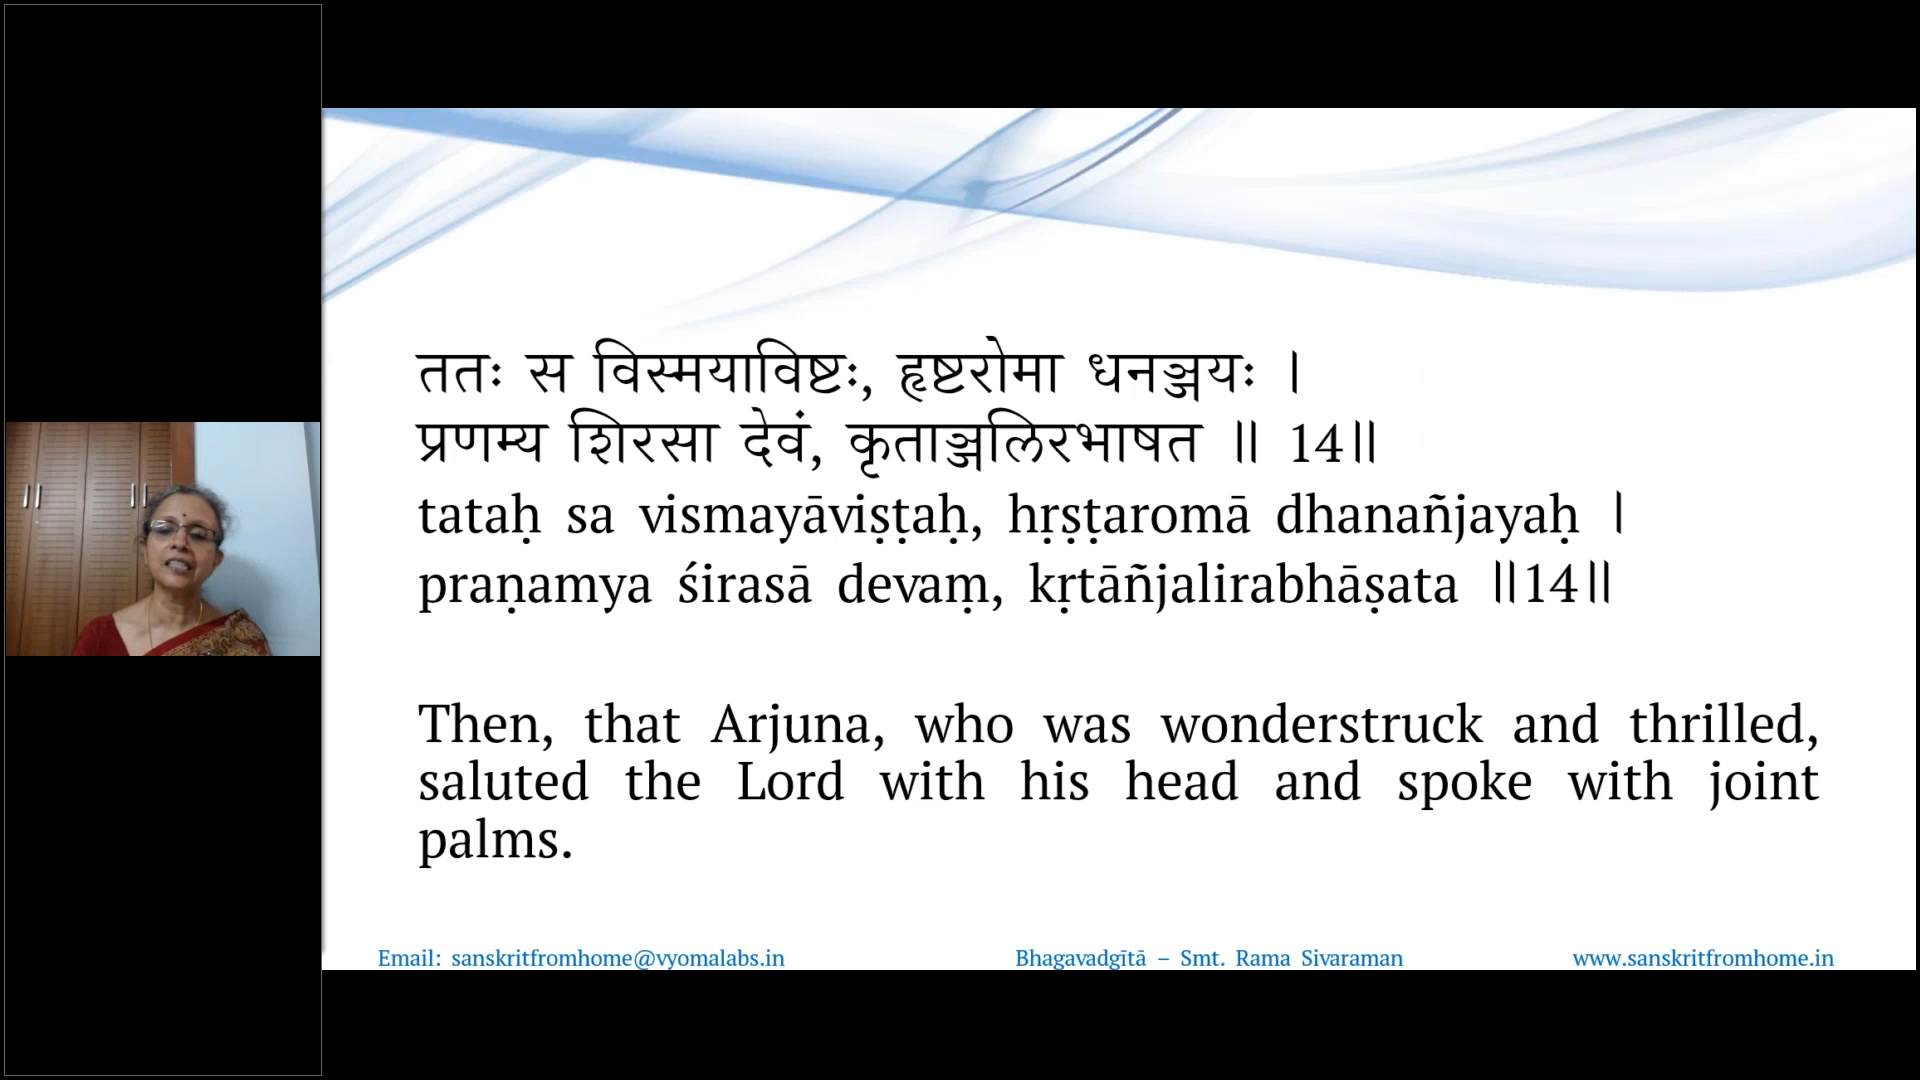 ततः स विस्मयाविष्टः, हृष्टरोमा धनञ्जयः ।
प्रणम्य शिरसा देवं, कृताञ्जलिरभाषत ॥ 14॥
tataḥ sa vismayāviṣṭaḥ, hṛṣṭaromā dhanañjayaḥ ।
praṇamya śirasā devaṃ, kṛtāñjalirabhāṣata ॥14॥
Then, that Arjuna, who was wonderstruck and thrilled,
saluted the Lord with his head and spoke with joint
palms.
Email: sanskritfromhome@vyomalabs.in Bhagavadgītā – Smt. Rama Sivaraman www.sanskritfromhome.in